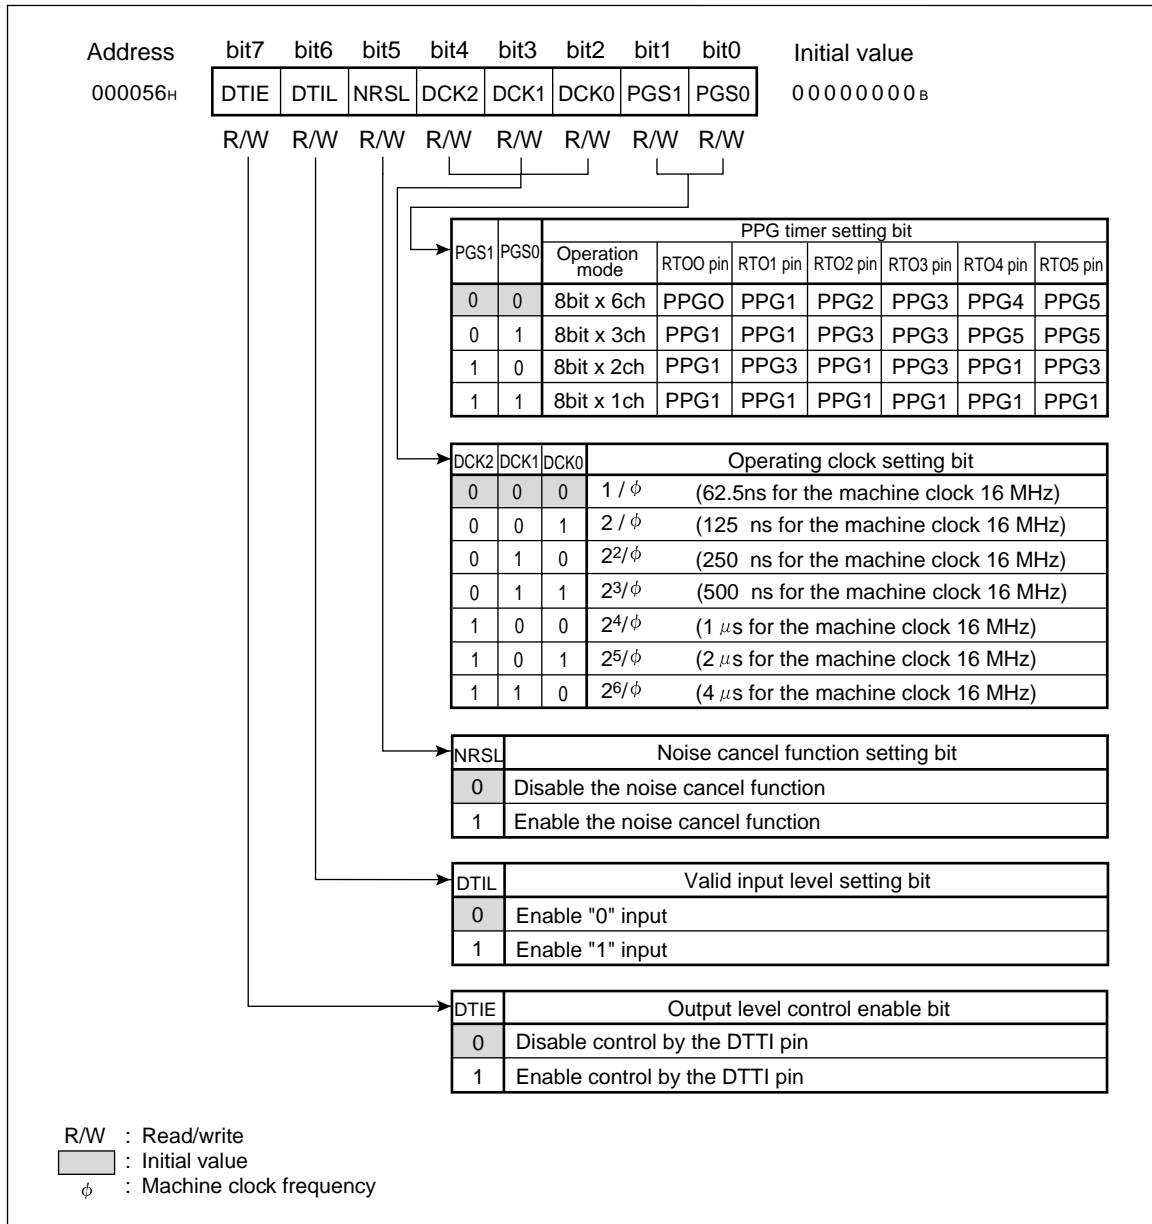 Address bit7 bit6 bit5 bit4 bit3 bit2 bit1 bit0 Initial value
000056H DTIE DTIL NRSL DCK2 DCK1 DCK0 PGS1 PGS0 00000000B
R/W R/W R/W R/W R/W R/W R/W R/W
PGS1 PGS0 PPG timer setting bit
Operation mode RTOO pin RTO1 pin RTO2 pin RTO3 pin RTO4 pin RTO5 pin
0 0 8bit x 6ch PPGO PPG1 PPG2 PPG3 PPG4 PPG5
0 1 8bit x 3ch PPG1 PPG1 PPG3 PPG3 PPG5 PPG5
1 0 8bit x 2ch PPG1 PPG3 PPG1 PPG3 PPG1 PPG3
1 1 8bit x 1ch PPG1 PPG1 PPG1 PPG1 PPG1 PPG1
DCK2 DCK1 DCK0 Operating clock setting bit
0 0 0 1 / ϕ (62.5ns for the machine clock 16 MHz)
0 0 1 2 / ϕ (125 ns for the machine clock 16 MHz)
0 1 0 2²/ϕ (250 ns for the machine clock 16 MHz)
0 1 1 2³/ϕ (500 ns for the machine clock 16 MHz)
1 0 0 2⁴/ϕ (1 μs for the machine clock 16 MHz)
1 0 1 2⁵/ϕ (2 μs for the machine clock 16 MHz)
1 1 0 2⁶/ϕ (4 μs for the machine clock 16 MHz)
NRSL Noise cancel function setting bit
0 Disable the noise cancel function
1 Enable the noise cancel function
DTIL Valid input level setting bit
0 Enable "0" input
1 Enable "1" input
DTIE Output level control enable bit
0 Disable control by the DTTI pin
1 Enable control by the DTTI pin
R/W : Read/write
: Initial value
ϕ : Machine clock frequency